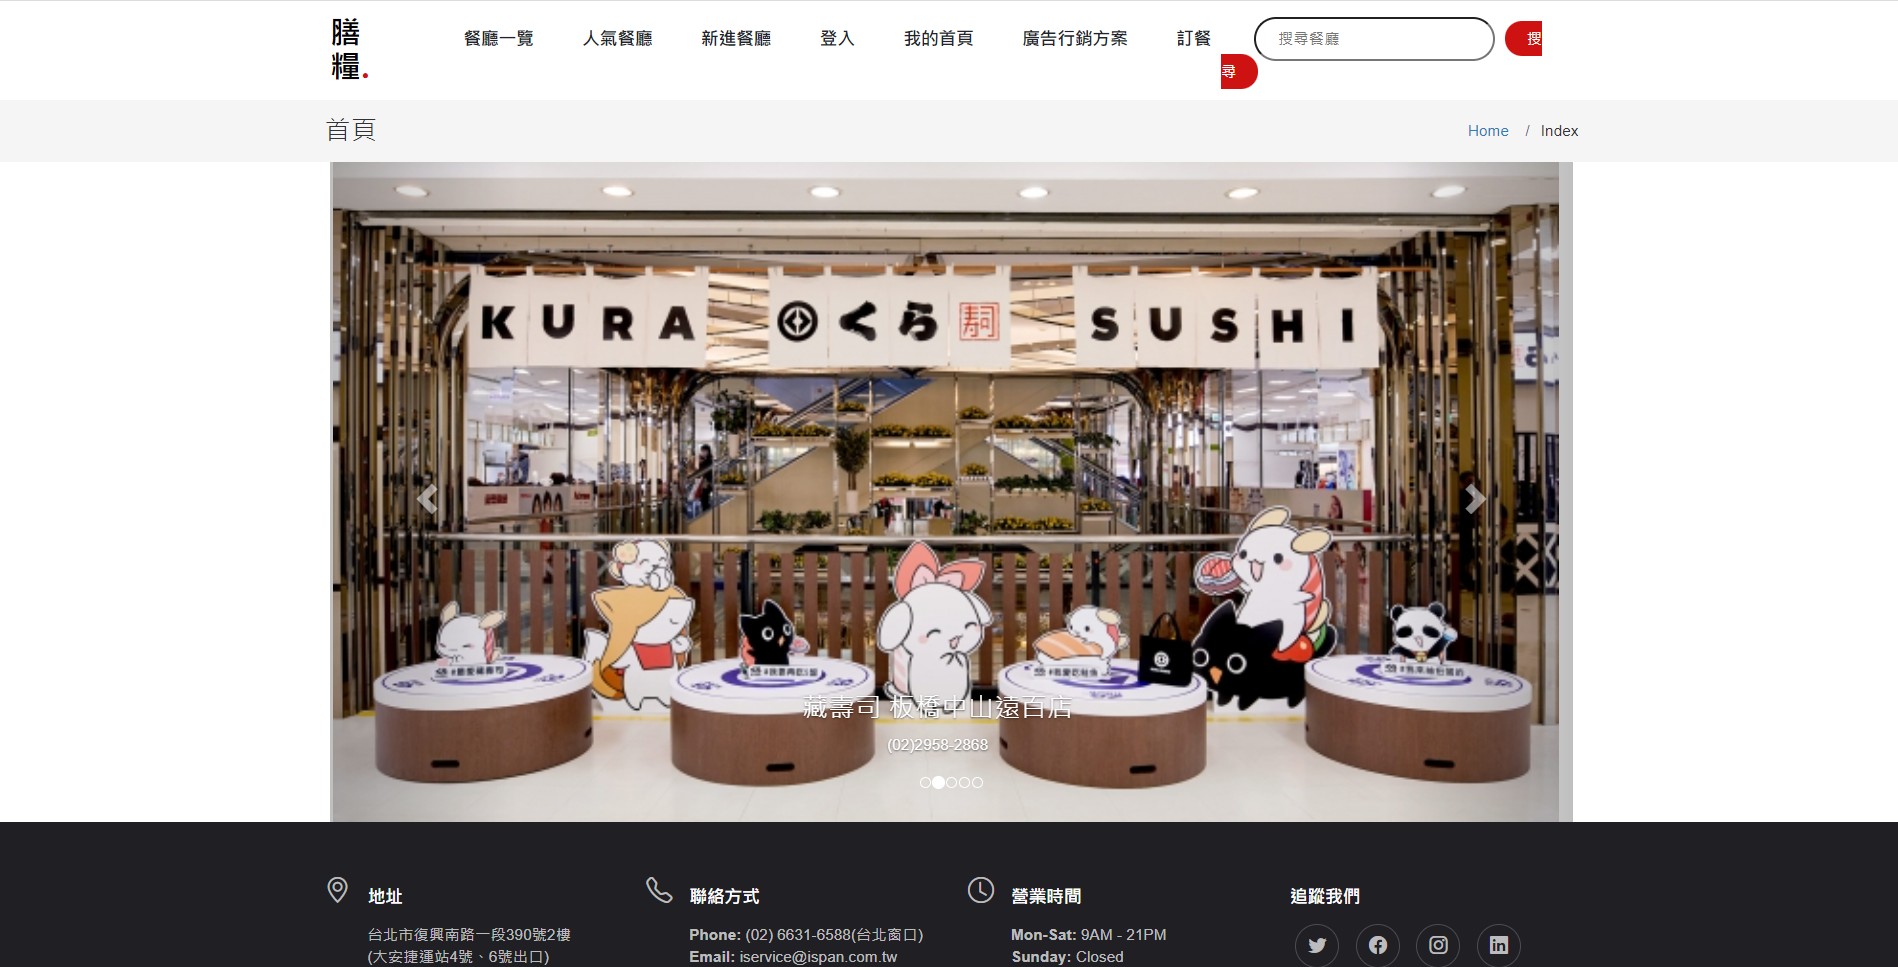 膳
糧.
餐廳一覽
人氣餐廳
新進餐廳
登入
我的首頁
廣告行銷方案
訂餐
搜尋餐廳
搜
尋
首頁
Home / Index
KURA くら寿司 SUSHI
藏壽司 板橋中山遠百店
(02)2958-2868
地址
台北市復興南路一段390號2樓
(大安捷運站4號、6號出口)
聯絡方式
Phone: (02) 6631-6588(台北窗口)
Email: iservice@ispan.com.tw
營業時間
Mon-Sat: 9AM - 21PM
Sunday: Closed
追蹤我們